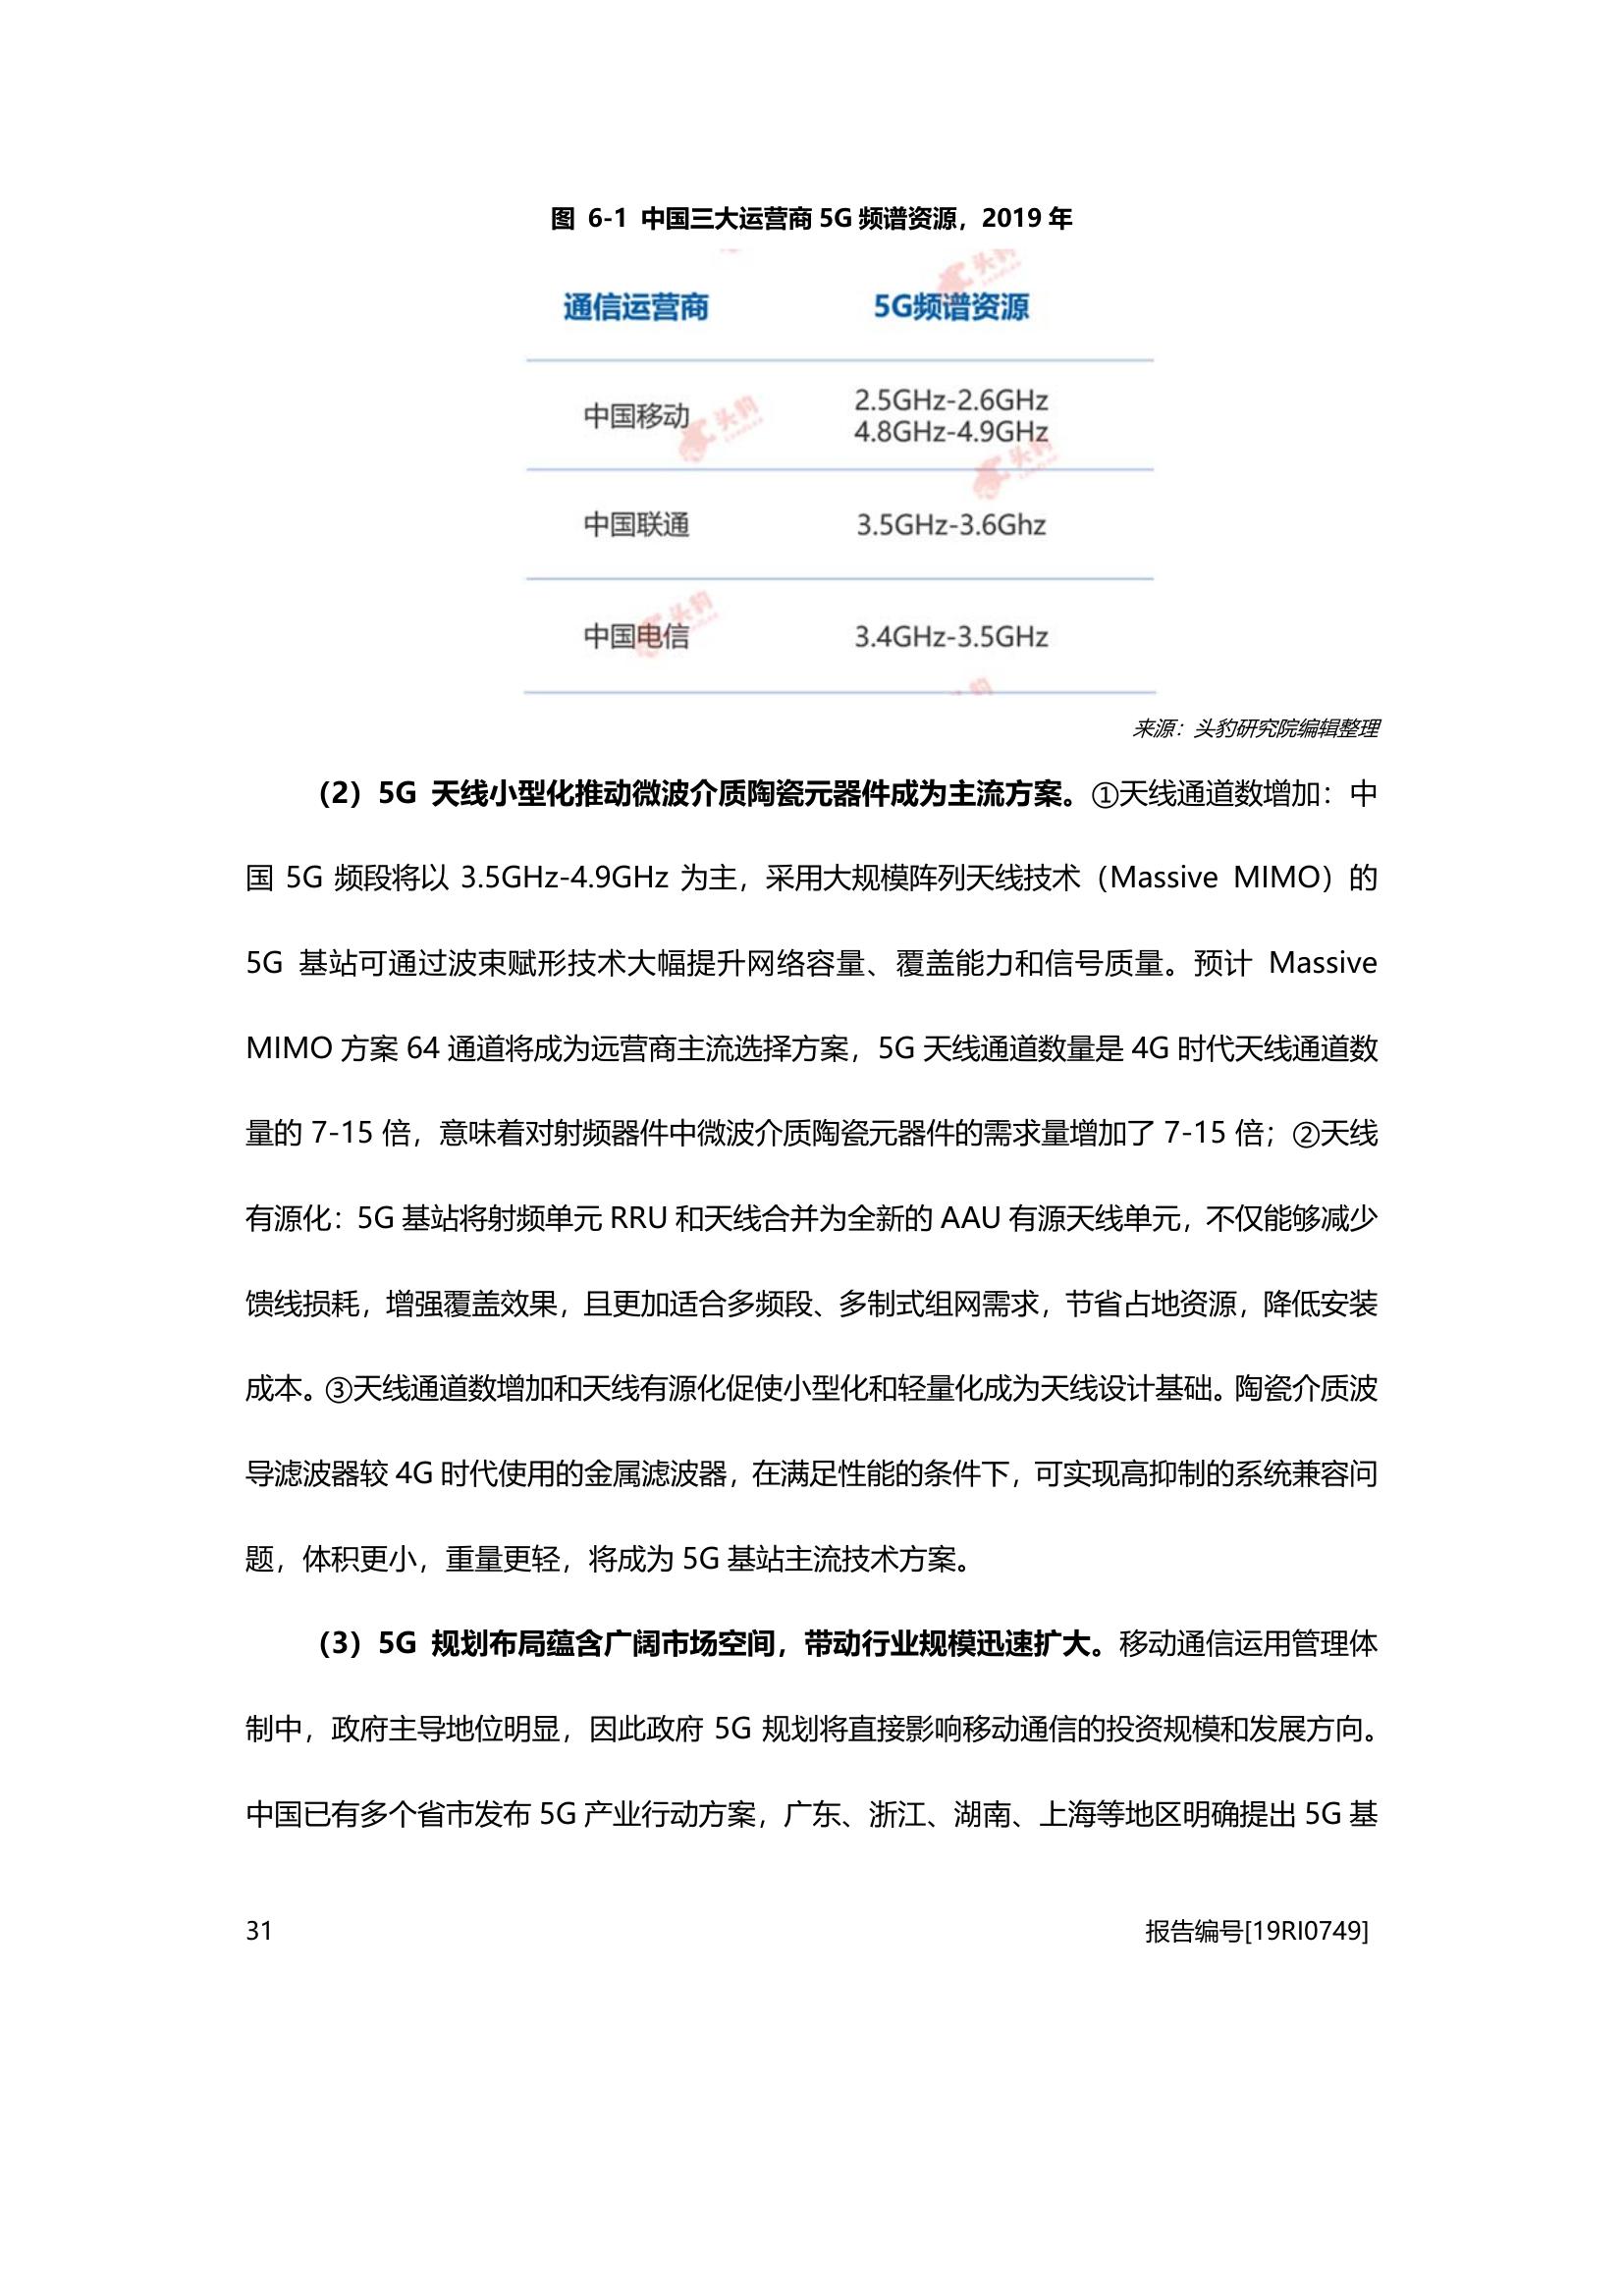 图 6-1 中国三大运营商 5G 频谱资源，2019 年
通信运营商 5G频谱资源
中国移动 2.5GHz-2.6GHz
4.8GHz-4.9GHz
中国联通 3.5GHz-3.6Ghz
中国电信 3.4GHz-3.5GHz
头豹
头豹
头豹
头豹
来源：头豹研究院编辑整理
（2）5G 天线小型化推动微波介质陶瓷元器件成为主流方案。①天线通道数增加：中
国 5G 频段将以 3.5GHz-4.9GHz 为主，采用大规模阵列天线技术（Massive MIMO）的
5G 基站可通过波束赋形技术大幅提升网络容量、覆盖能力和信号质量。预计 Massive
MIMO 方案 64 通道将成为远营商主流选择方案，5G 天线通道数量是 4G 时代天线通道数
量的 7-15 倍，意味着对射频器件中微波介质陶瓷元器件的需求量增加了 7-15 倍；②天线
有源化：5G 基站将射频单元 RRU 和天线合并为全新的 AAU 有源天线单元，不仅能够减少
馈线损耗，增强覆盖效果，且更加适合多频段、多制式组网需求，节省占地资源，降低安装
成本。③天线通道数增加和天线有源化促使小型化和轻量化成为天线设计基础。陶瓷介质波
导滤波器较 4G 时代使用的金属滤波器，在满足性能的条件下，可实现高抑制的系统兼容问
题，体积更小，重量更轻，将成为 5G 基站主流技术方案。
（3）5G 规划布局蕴含广阔市场空间，带动行业规模迅速扩大。移动通信运用管理体
制中，政府主导地位明显，因此政府 5G 规划将直接影响移动通信的投资规模和发展方向。
中国已有多个省市发布 5G 产业行动方案，广东、浙江、湖南、上海等地区明确提出 5G 基
31 报告编号[19RI0749]